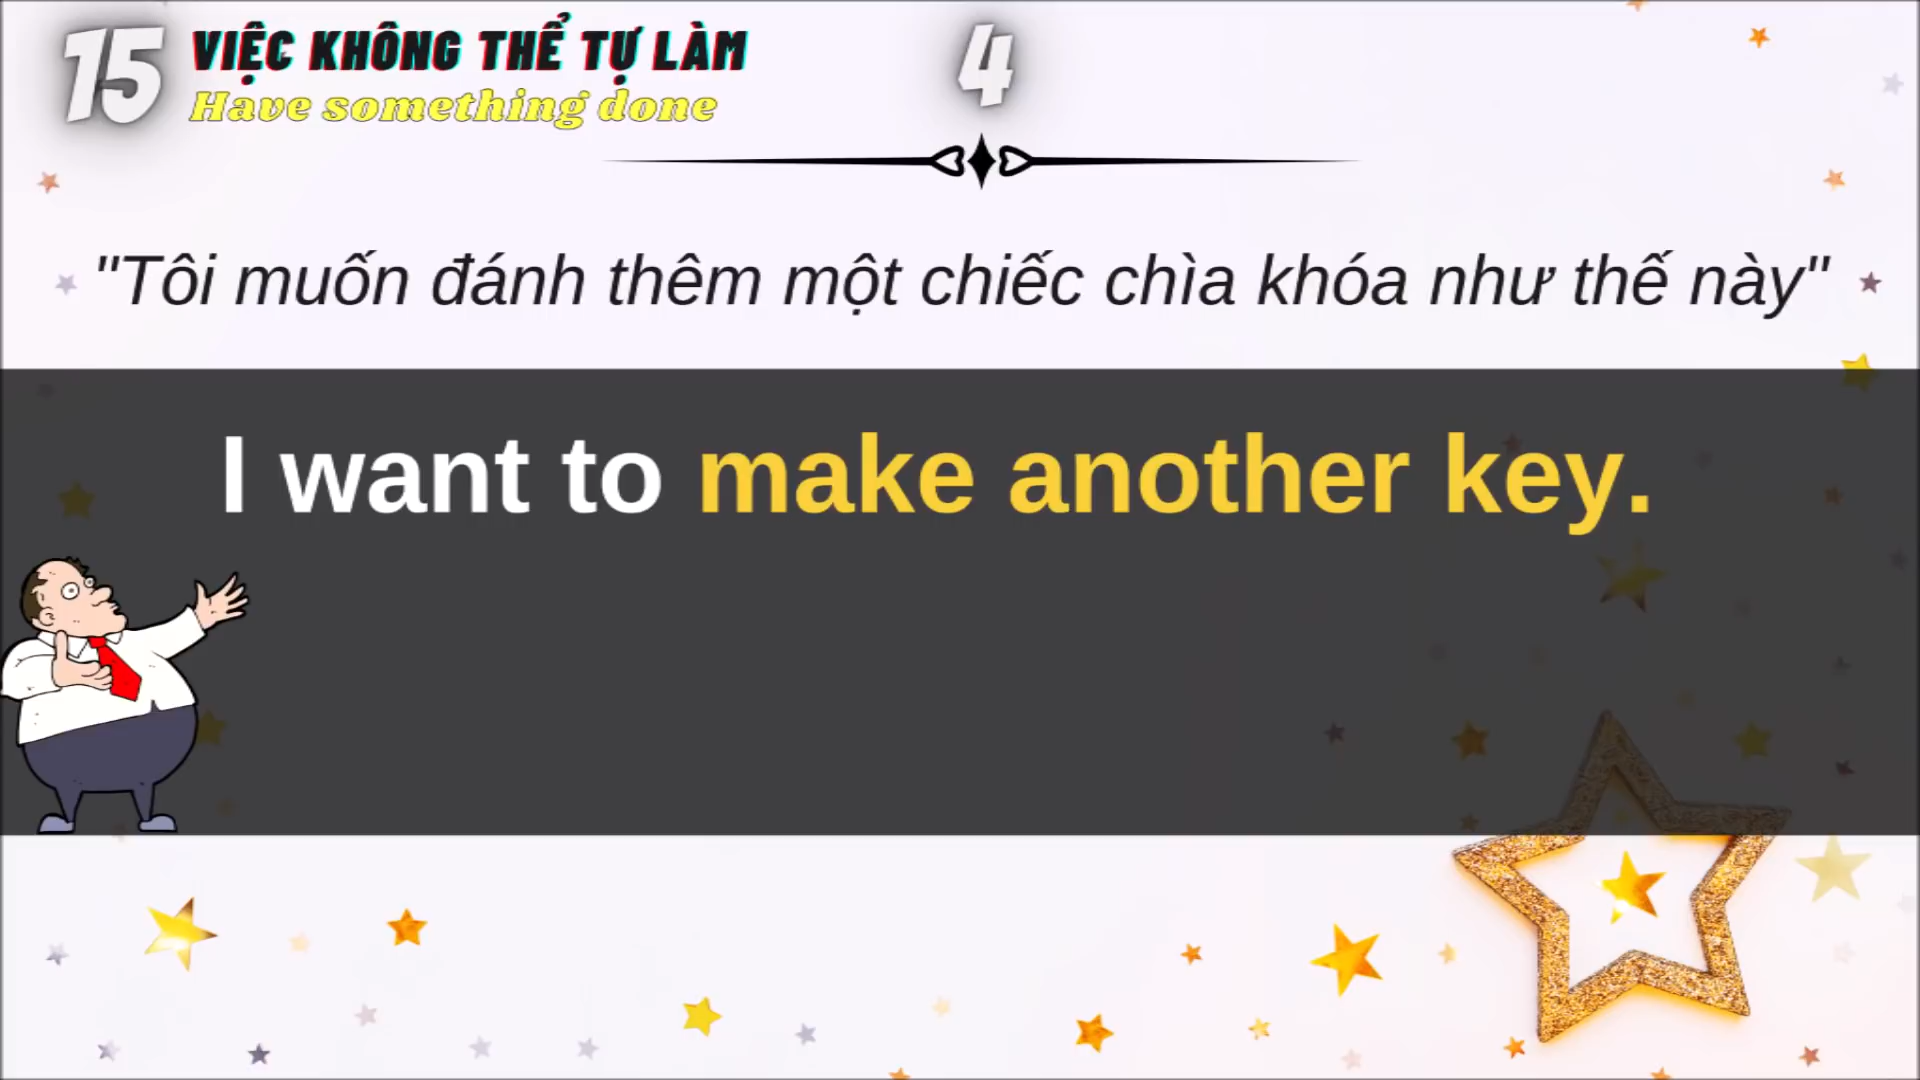 15 VIỆC KHÔNG THỂ TỰ LÀM
Have something done
4
"Tôi muốn đánh thêm một chiếc chìa khóa như thế này"
I want to make another key.